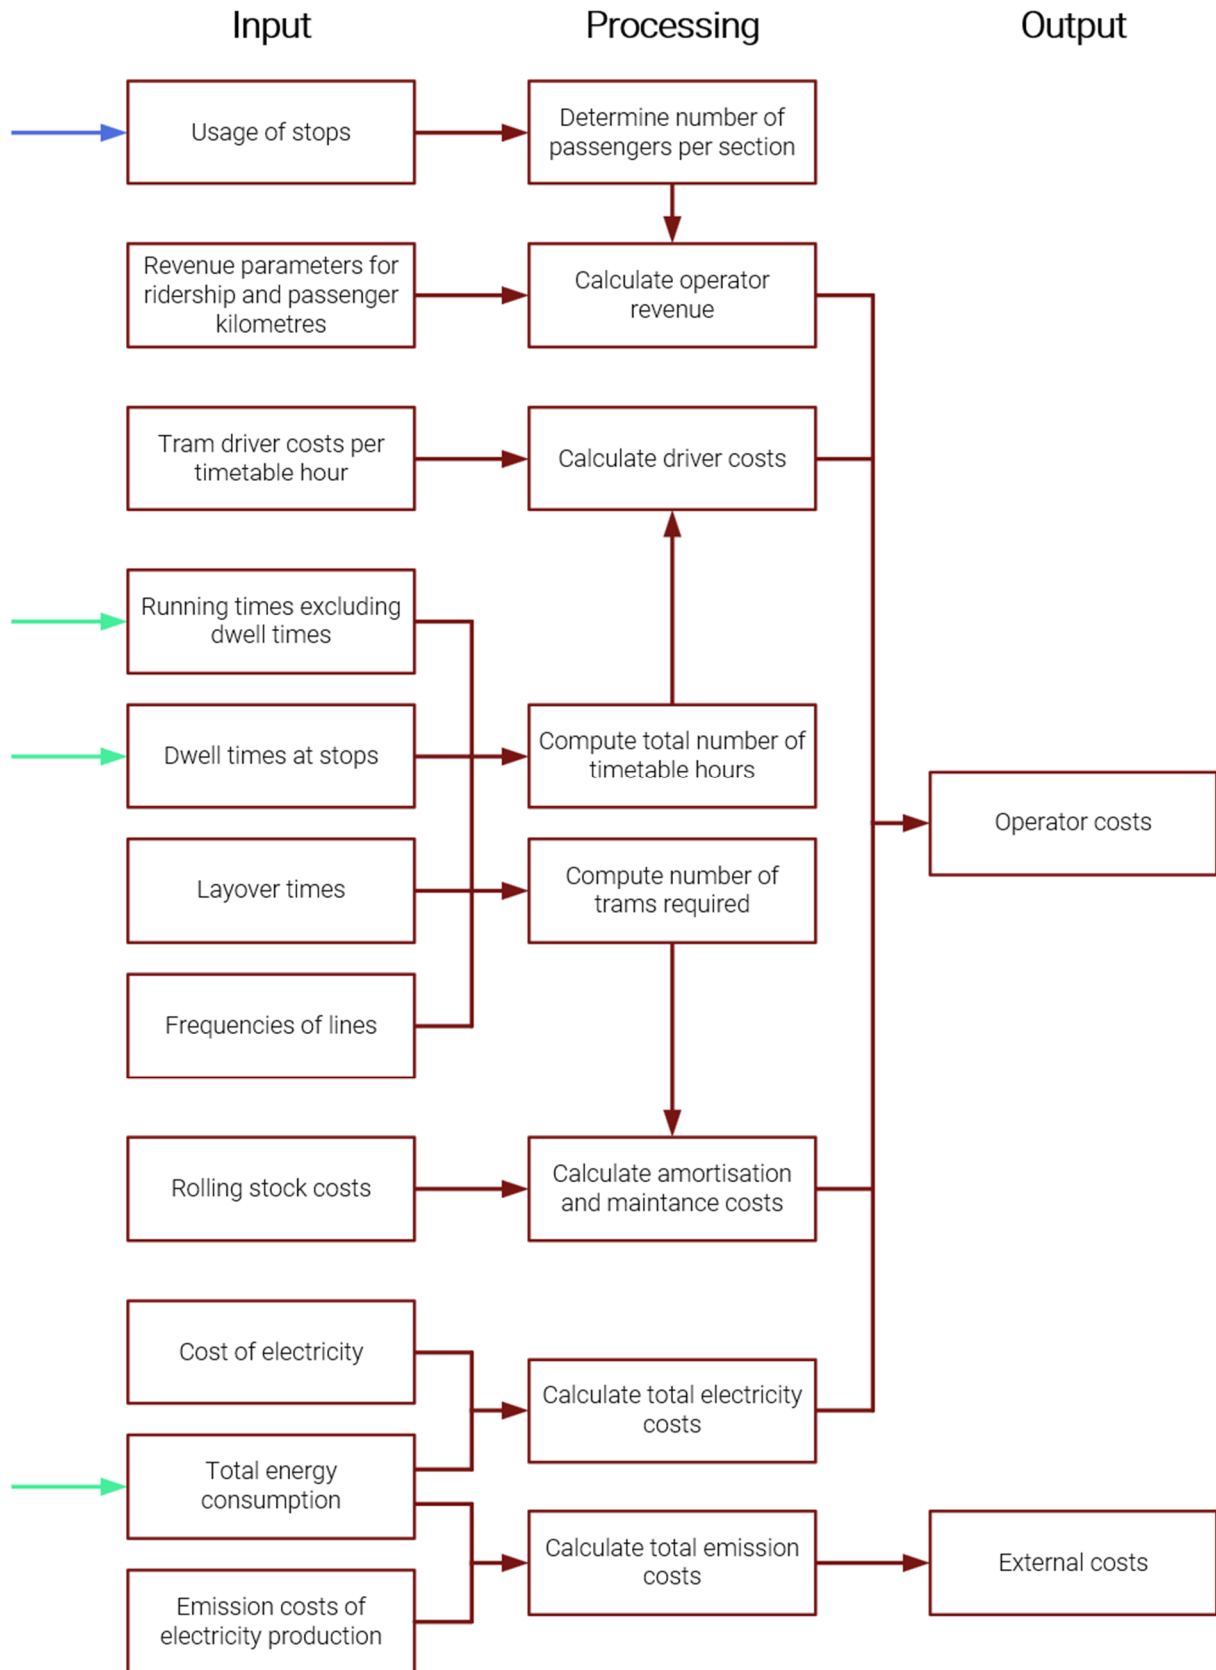 Input
Processing
Output
Usage of stops
Determine number of
passengers per section
Revenue parameters for
ridership and passenger
kilometres
Calculate operator
revenue
Tram driver costs per
timetable hour
Calculate driver costs
Running times excluding
dwell times
Dwell times at stops
Compute total number of
timetable hours
Operator costs
Layover times
Compute number of
trams required
Frequencies of lines
Rolling stock costs
Calculate amortisation
and maintance costs
Cost of electricity
Calculate total electricity
costs
Total energy
consumption
Calculate total emission
costs
External costs
Emission costs of
electricity production